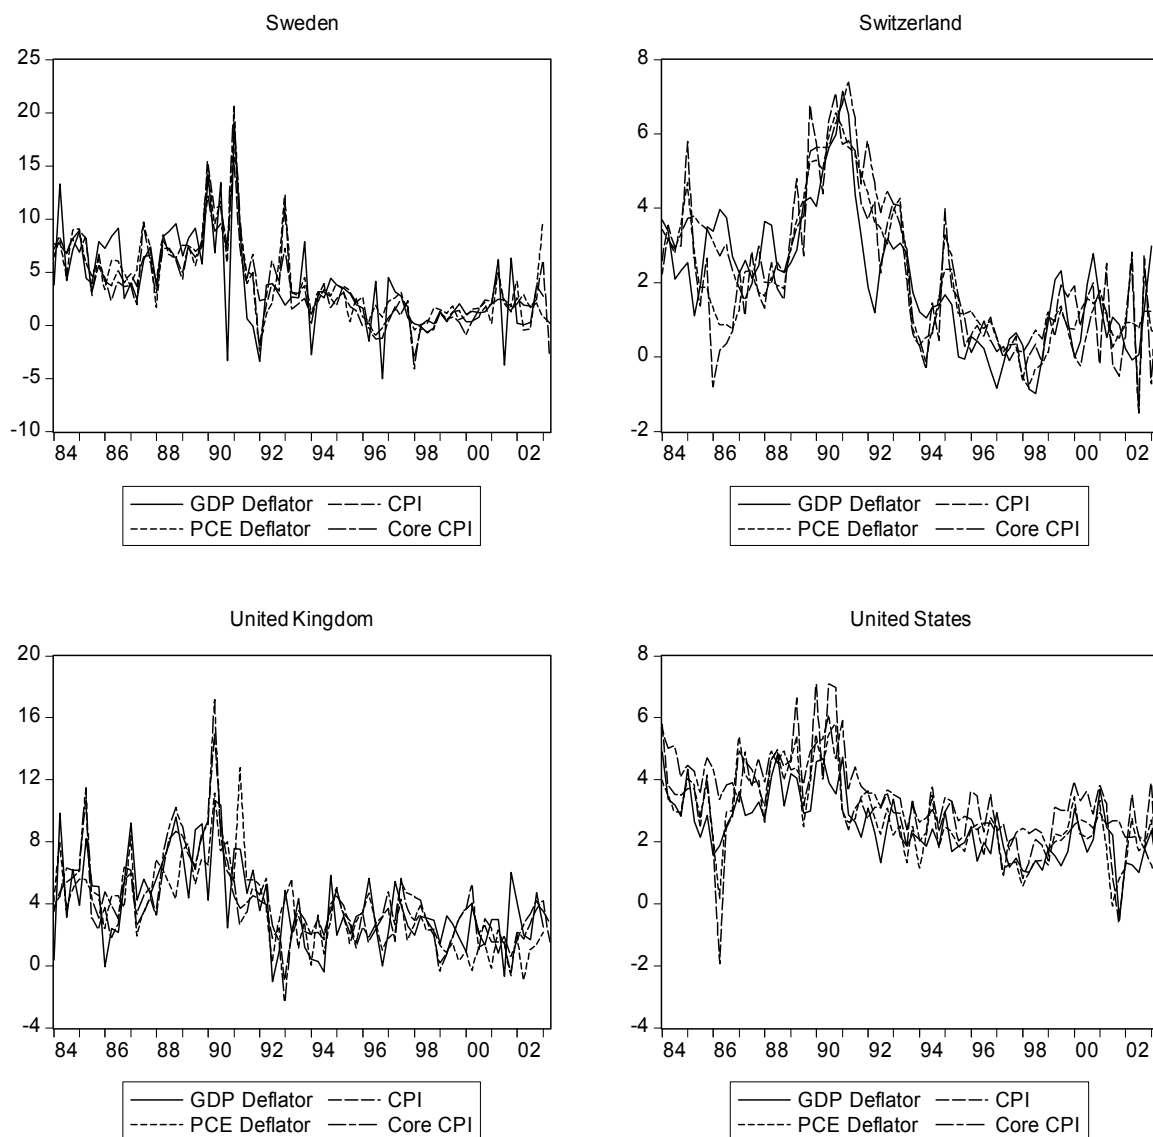 Sweden
25
20
15
10
5
0
-5
-10
84 86 88 90 92 94 96 98 00 02
GDP Deflator CPI
PCE Deflator Core CPI
Switzerland
8
6
4
2
0
-2
84 86 88 90 92 94 96 98 00 02
GDP Deflator CPI
PCE Deflator Core CPI
United Kingdom
20
16
12
8
4
0
-4
84 86 88 90 92 94 96 98 00 02
GDP Deflator CPI
PCE Deflator Core CPI
United States
8
6
4
2
0
-2
-4
84 86 88 90 92 94 96 98 00 02
GDP Deflator CPI
PCE Deflator Core CPI